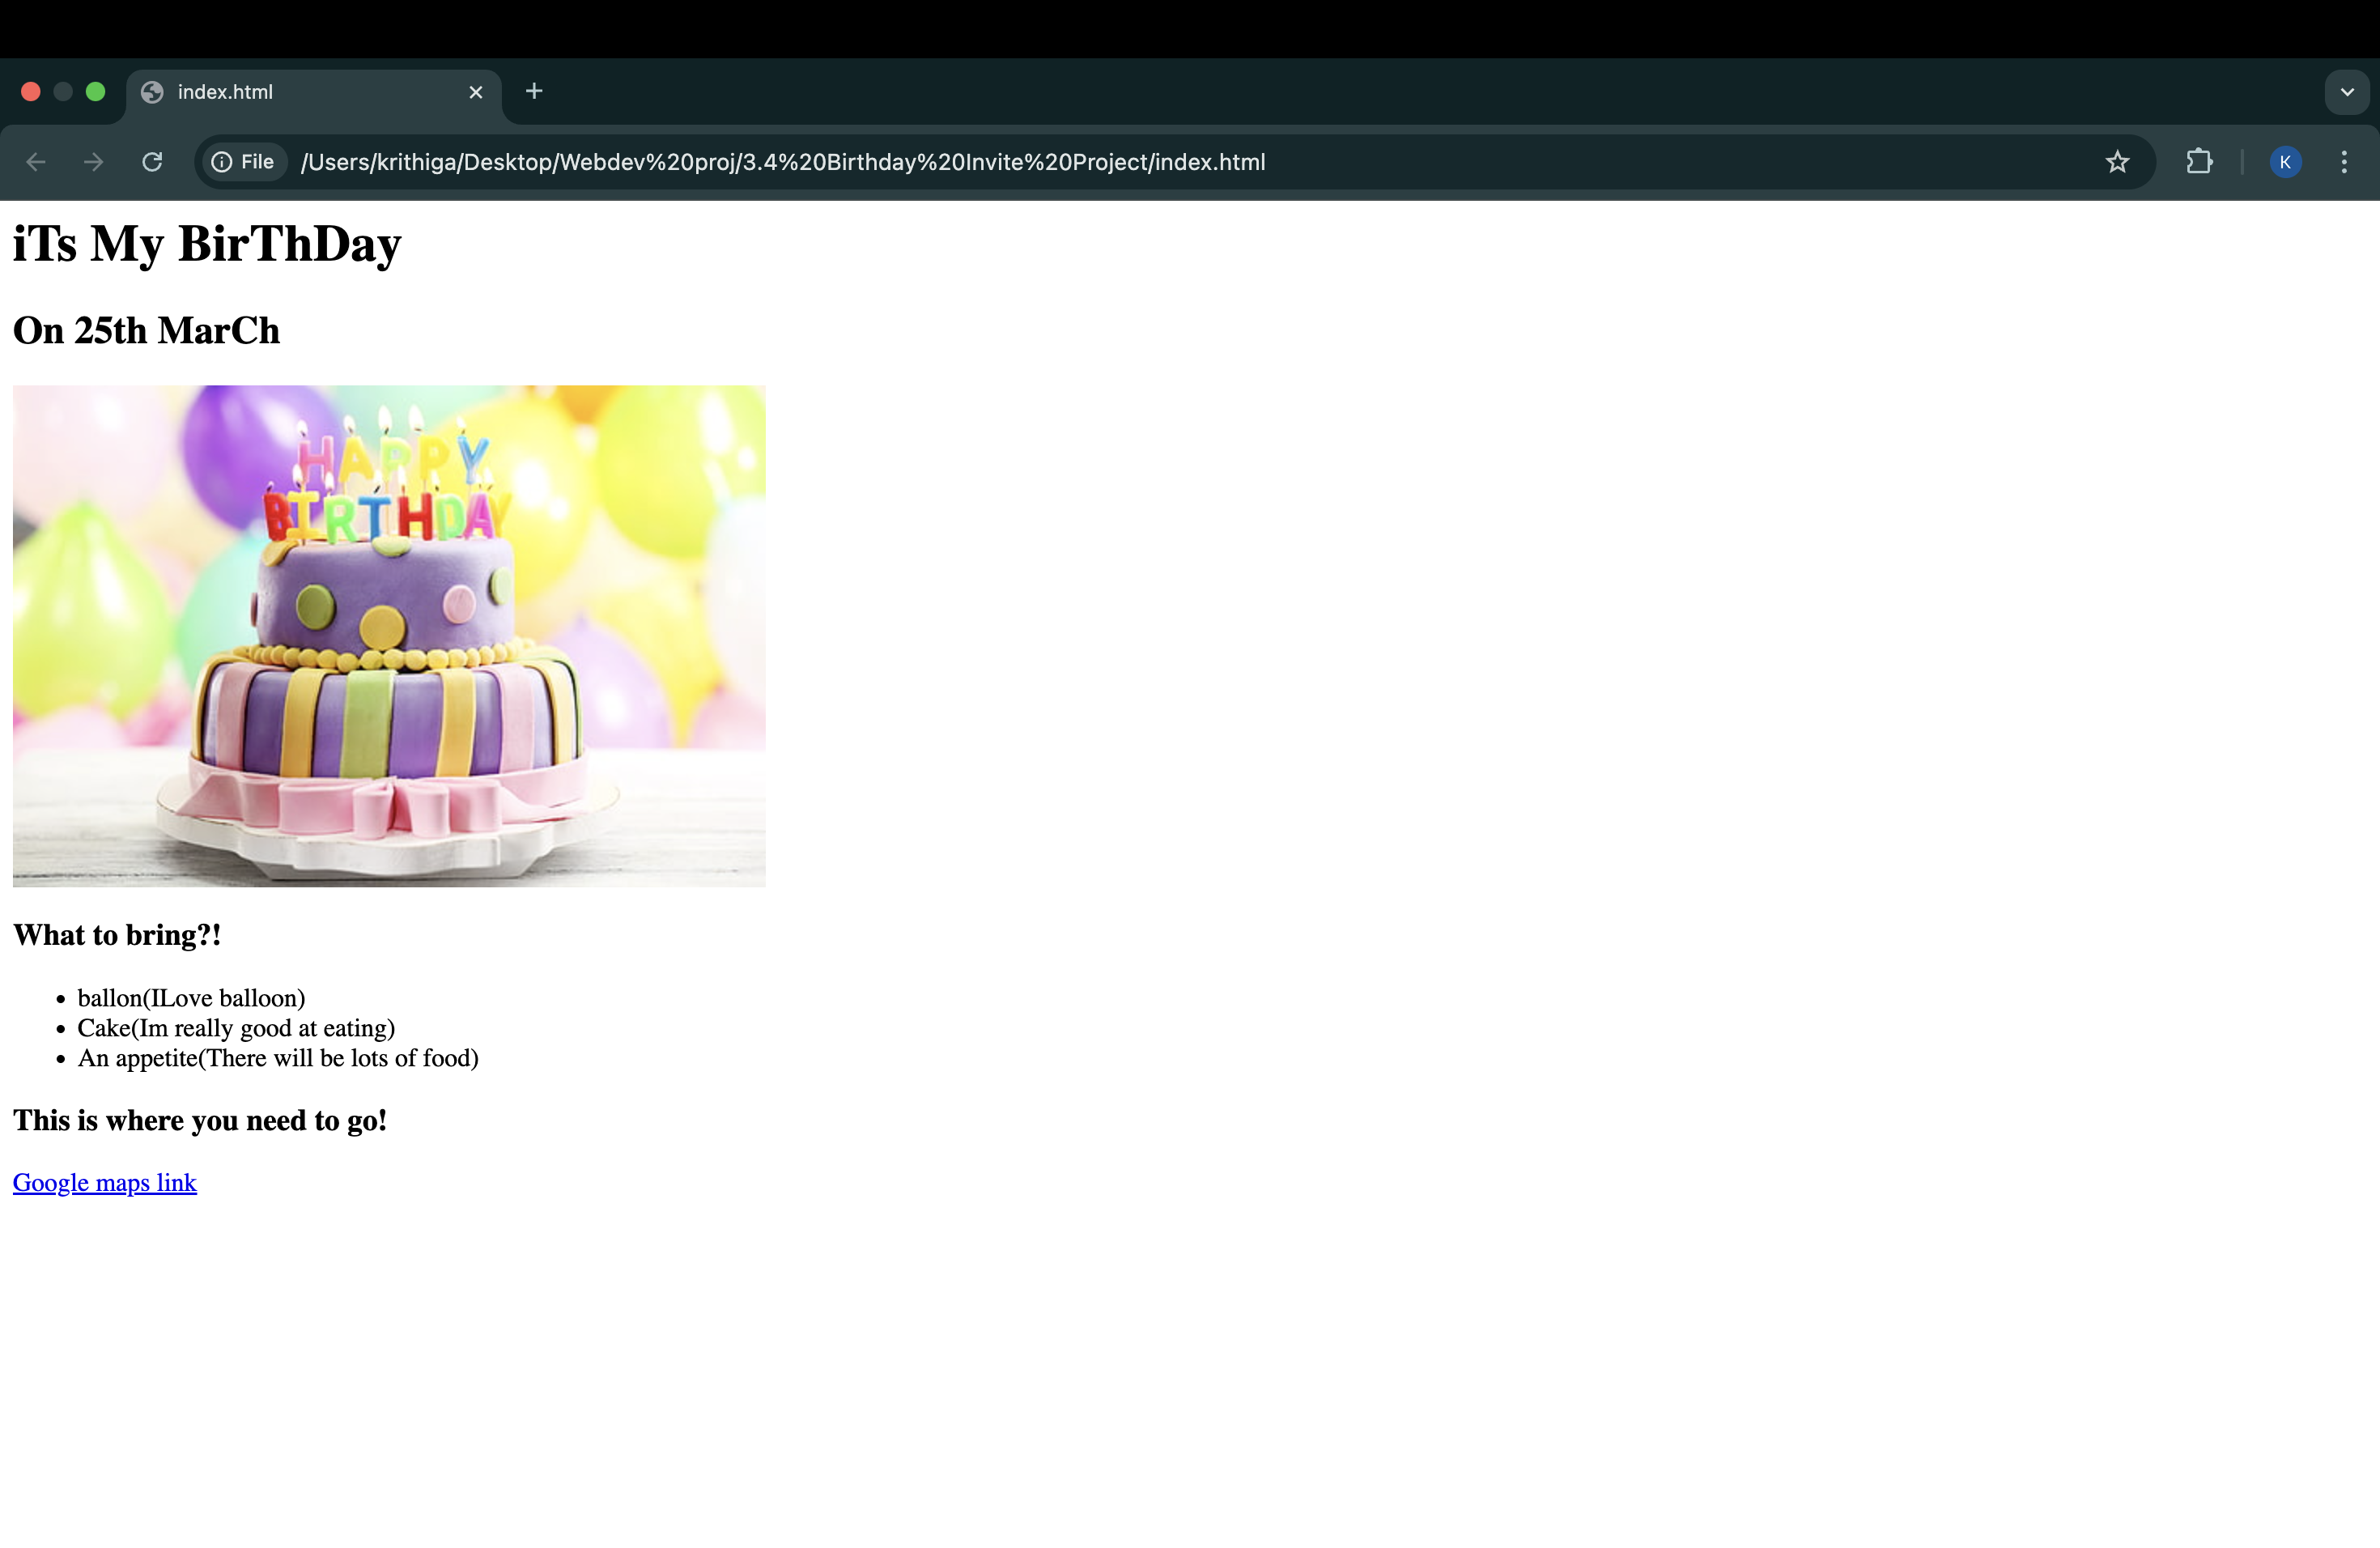 index.html
File
/Users/krithiga/Desktop/Webdev%20proj/3.4%20Birthday%20Invite%20Project/index.html
K
iTs My BirThDay
On 25th MarCh
HAPPY
BIRTHDAY
What to bring?!
ballon(ILove balloon)
Cake(Im really good at eating)
An appetite(There will be lots of food)
This is where you need to go!
Google maps link